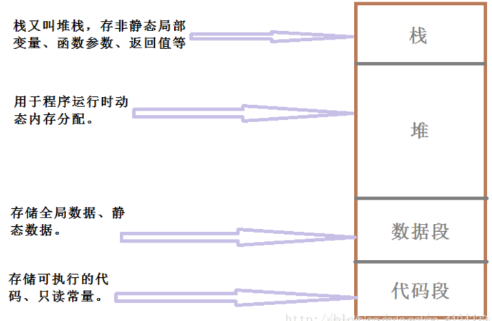 栈又叫堆栈，存非静态局部
变量、函数参数、返回值等
栈
用于程序运行时动
态内存分配。
堆
存储全局数据、静
态数据。
数据段
存储可执行的代
码、只读常量。
代码段